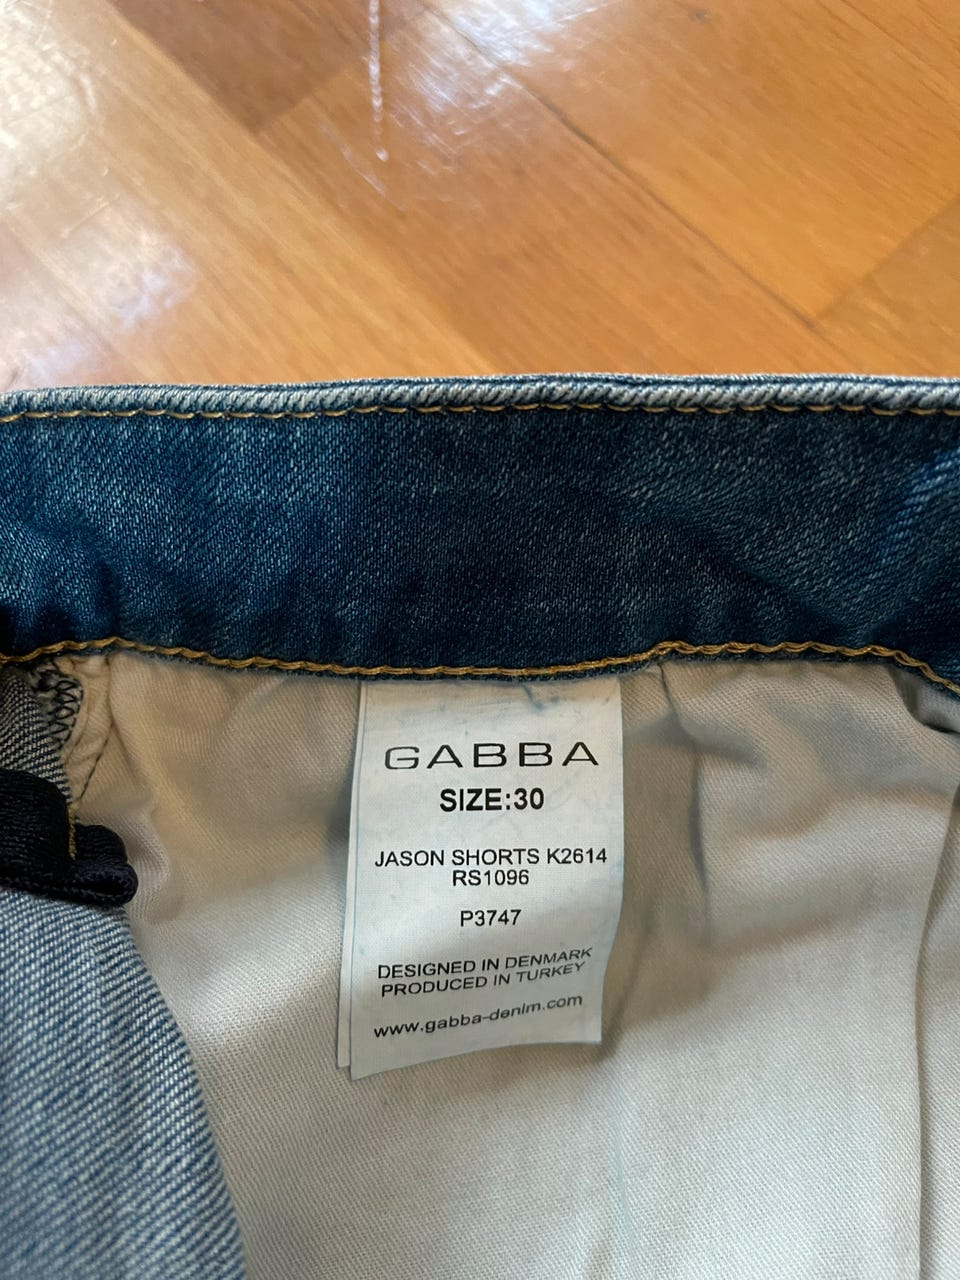 GABBA
SIZE:30
JASON SHORTS K2614
RS1096
P3747
DESIGNED IN DENMARK
PRODUCED IN TURKEY
www.gabba-denim.com